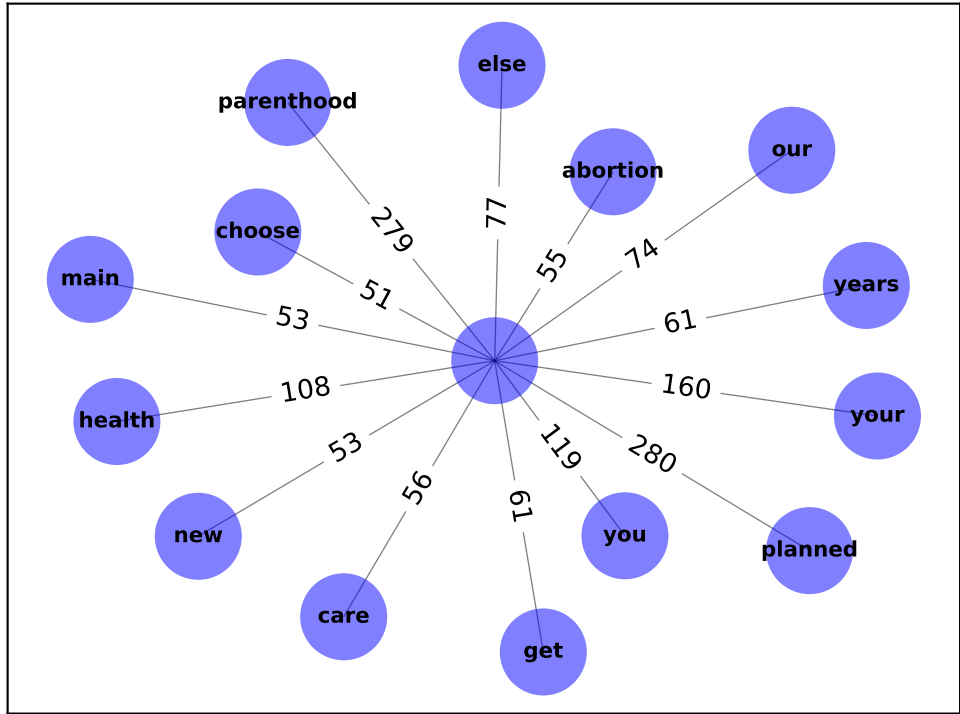 else
parenthood
our
abortion
77
choose
279
74
55
main
years
51
53
61
108
160
your
health
53
119
280
56
61
new
you
planned
care
get